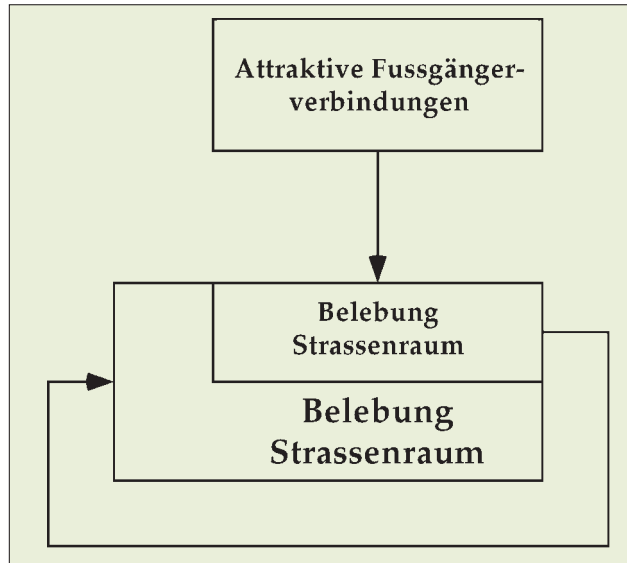 Attraktive Fussgänger-
verbindungen
Belebung
Strassenraum
Belebung
Strassenraum